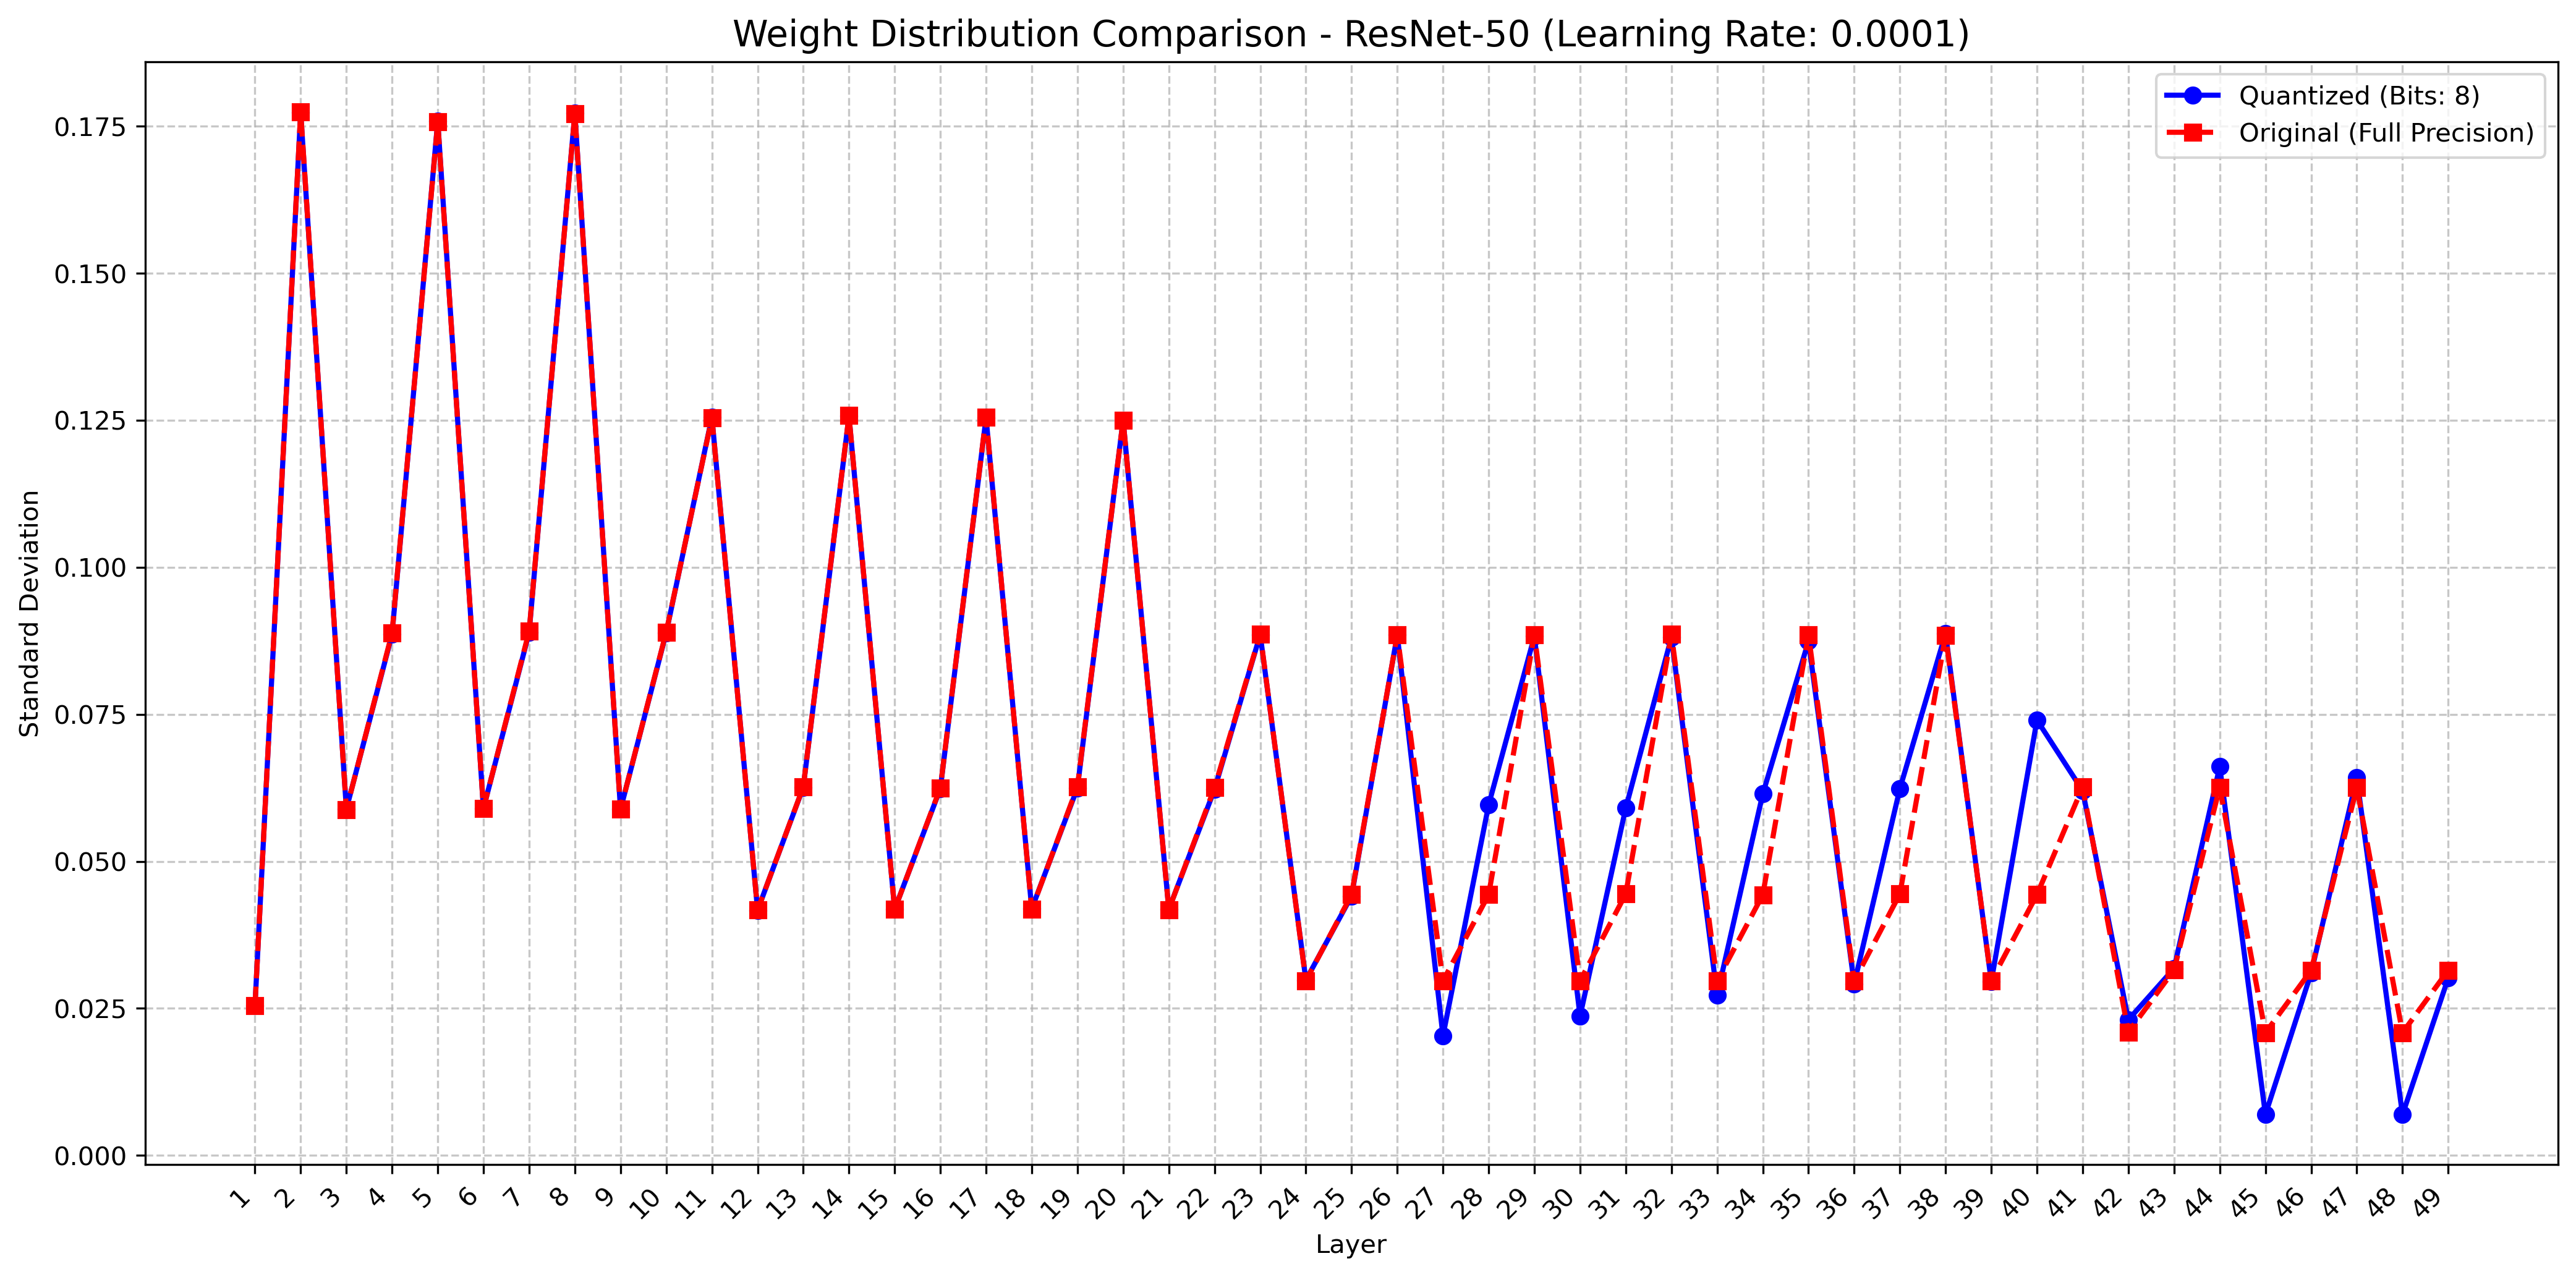 Weight Distribution Comparison - ResNet-50 (Learning Rate: 0.0001)
Quantized (Bits: 8)
Original (Full Precision)
Standard Deviation
0.175
0.150
0.125
0.100
0.075
0.050
0.025
0.000
1 2 3 4 5 6 7 8 9 10 11 12 13 14 15 16 17 18 19 20 21 22 23 24 25 26 27 28 29 30 31 32 33 34 35 36 37 38 39 40 41 42 43 44 45 46 47 48 49
Layer